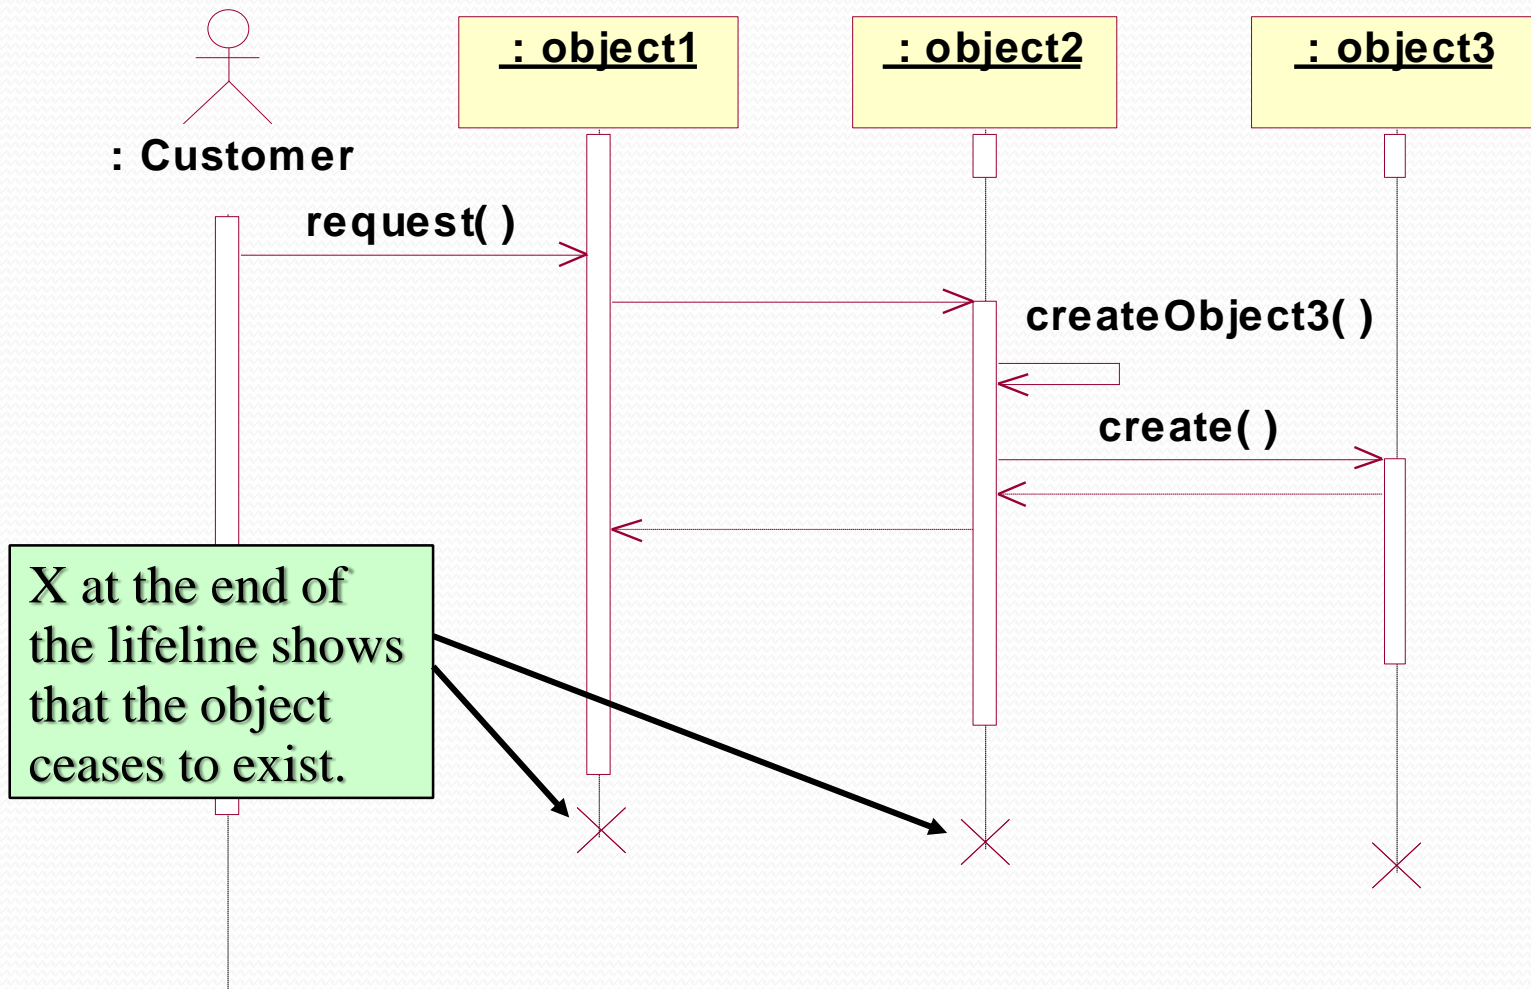 : object1
: object2
: object3
: Customer
request( )
createObject3( )
create( )
X at the end of
the lifeline shows
that the object
ceases to exist.